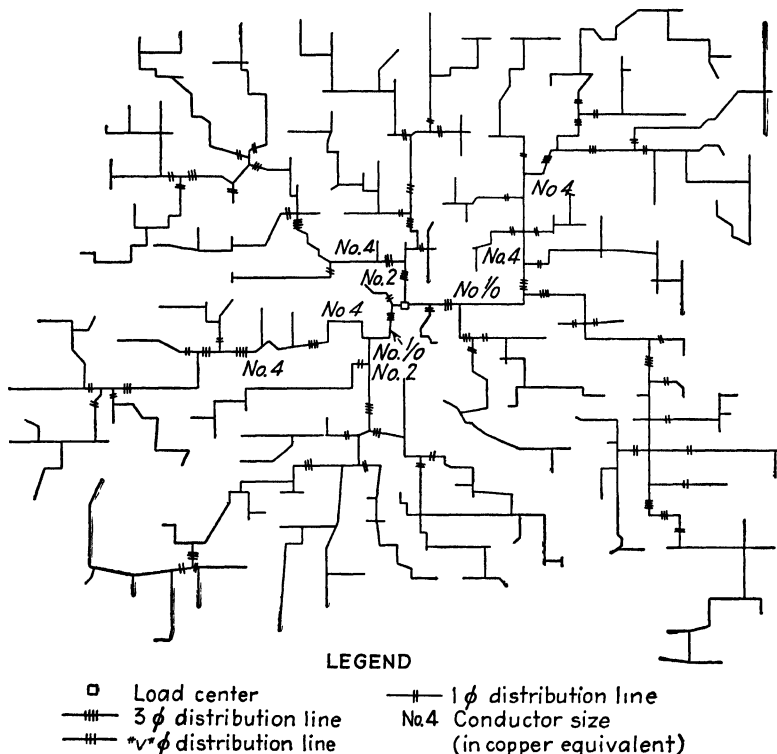 No 4
No.4
No.4
No.2
No 1/0
No 4
No. 1/0
No.4
No.2
LEGEND
Load center
3 ϕ distribution line
"v" ϕ distribution line
1 ϕ distribution line
No.4 Conductor size
(in copper equivalent)